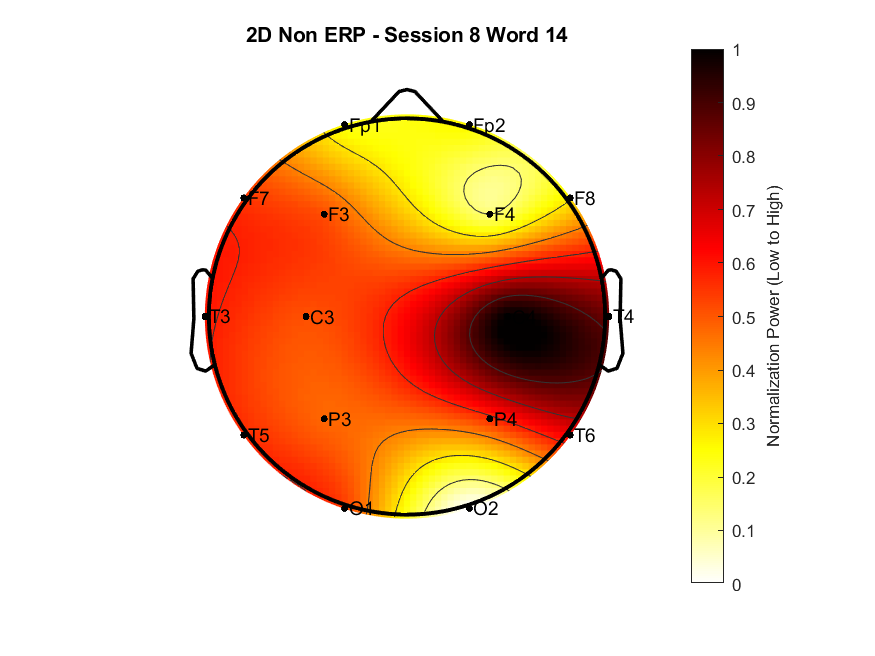 2D Non ERP - Session 8 Word 14
Fp1 Fp2
F7 F8
F3 F4
T3 C3 T4
P3 P4
T5 T6
O1 O2
1
0.9
0.8
0.7
0.6
0.5
0.4
0.3
0.2
0.1
0
Normalization Power (Low to High)